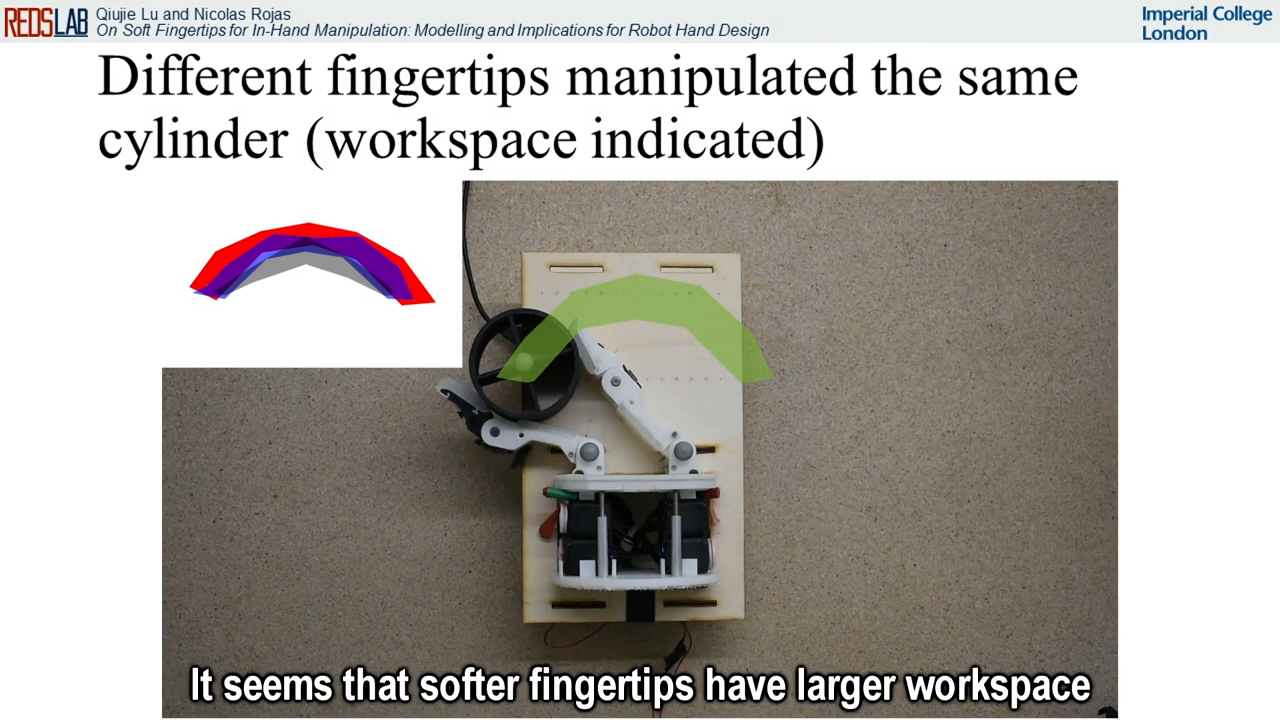 REDSLAB
Qiujie Lu and Nicolas Rojas
On Soft Fingertips for In-Hand Manipulation: Modelling and Implications for Robot Hand Design
Imperial College
London
Different fingertips manipulated the same
cylinder (workspace indicated)
It seems that softer fingertips have larger workspace